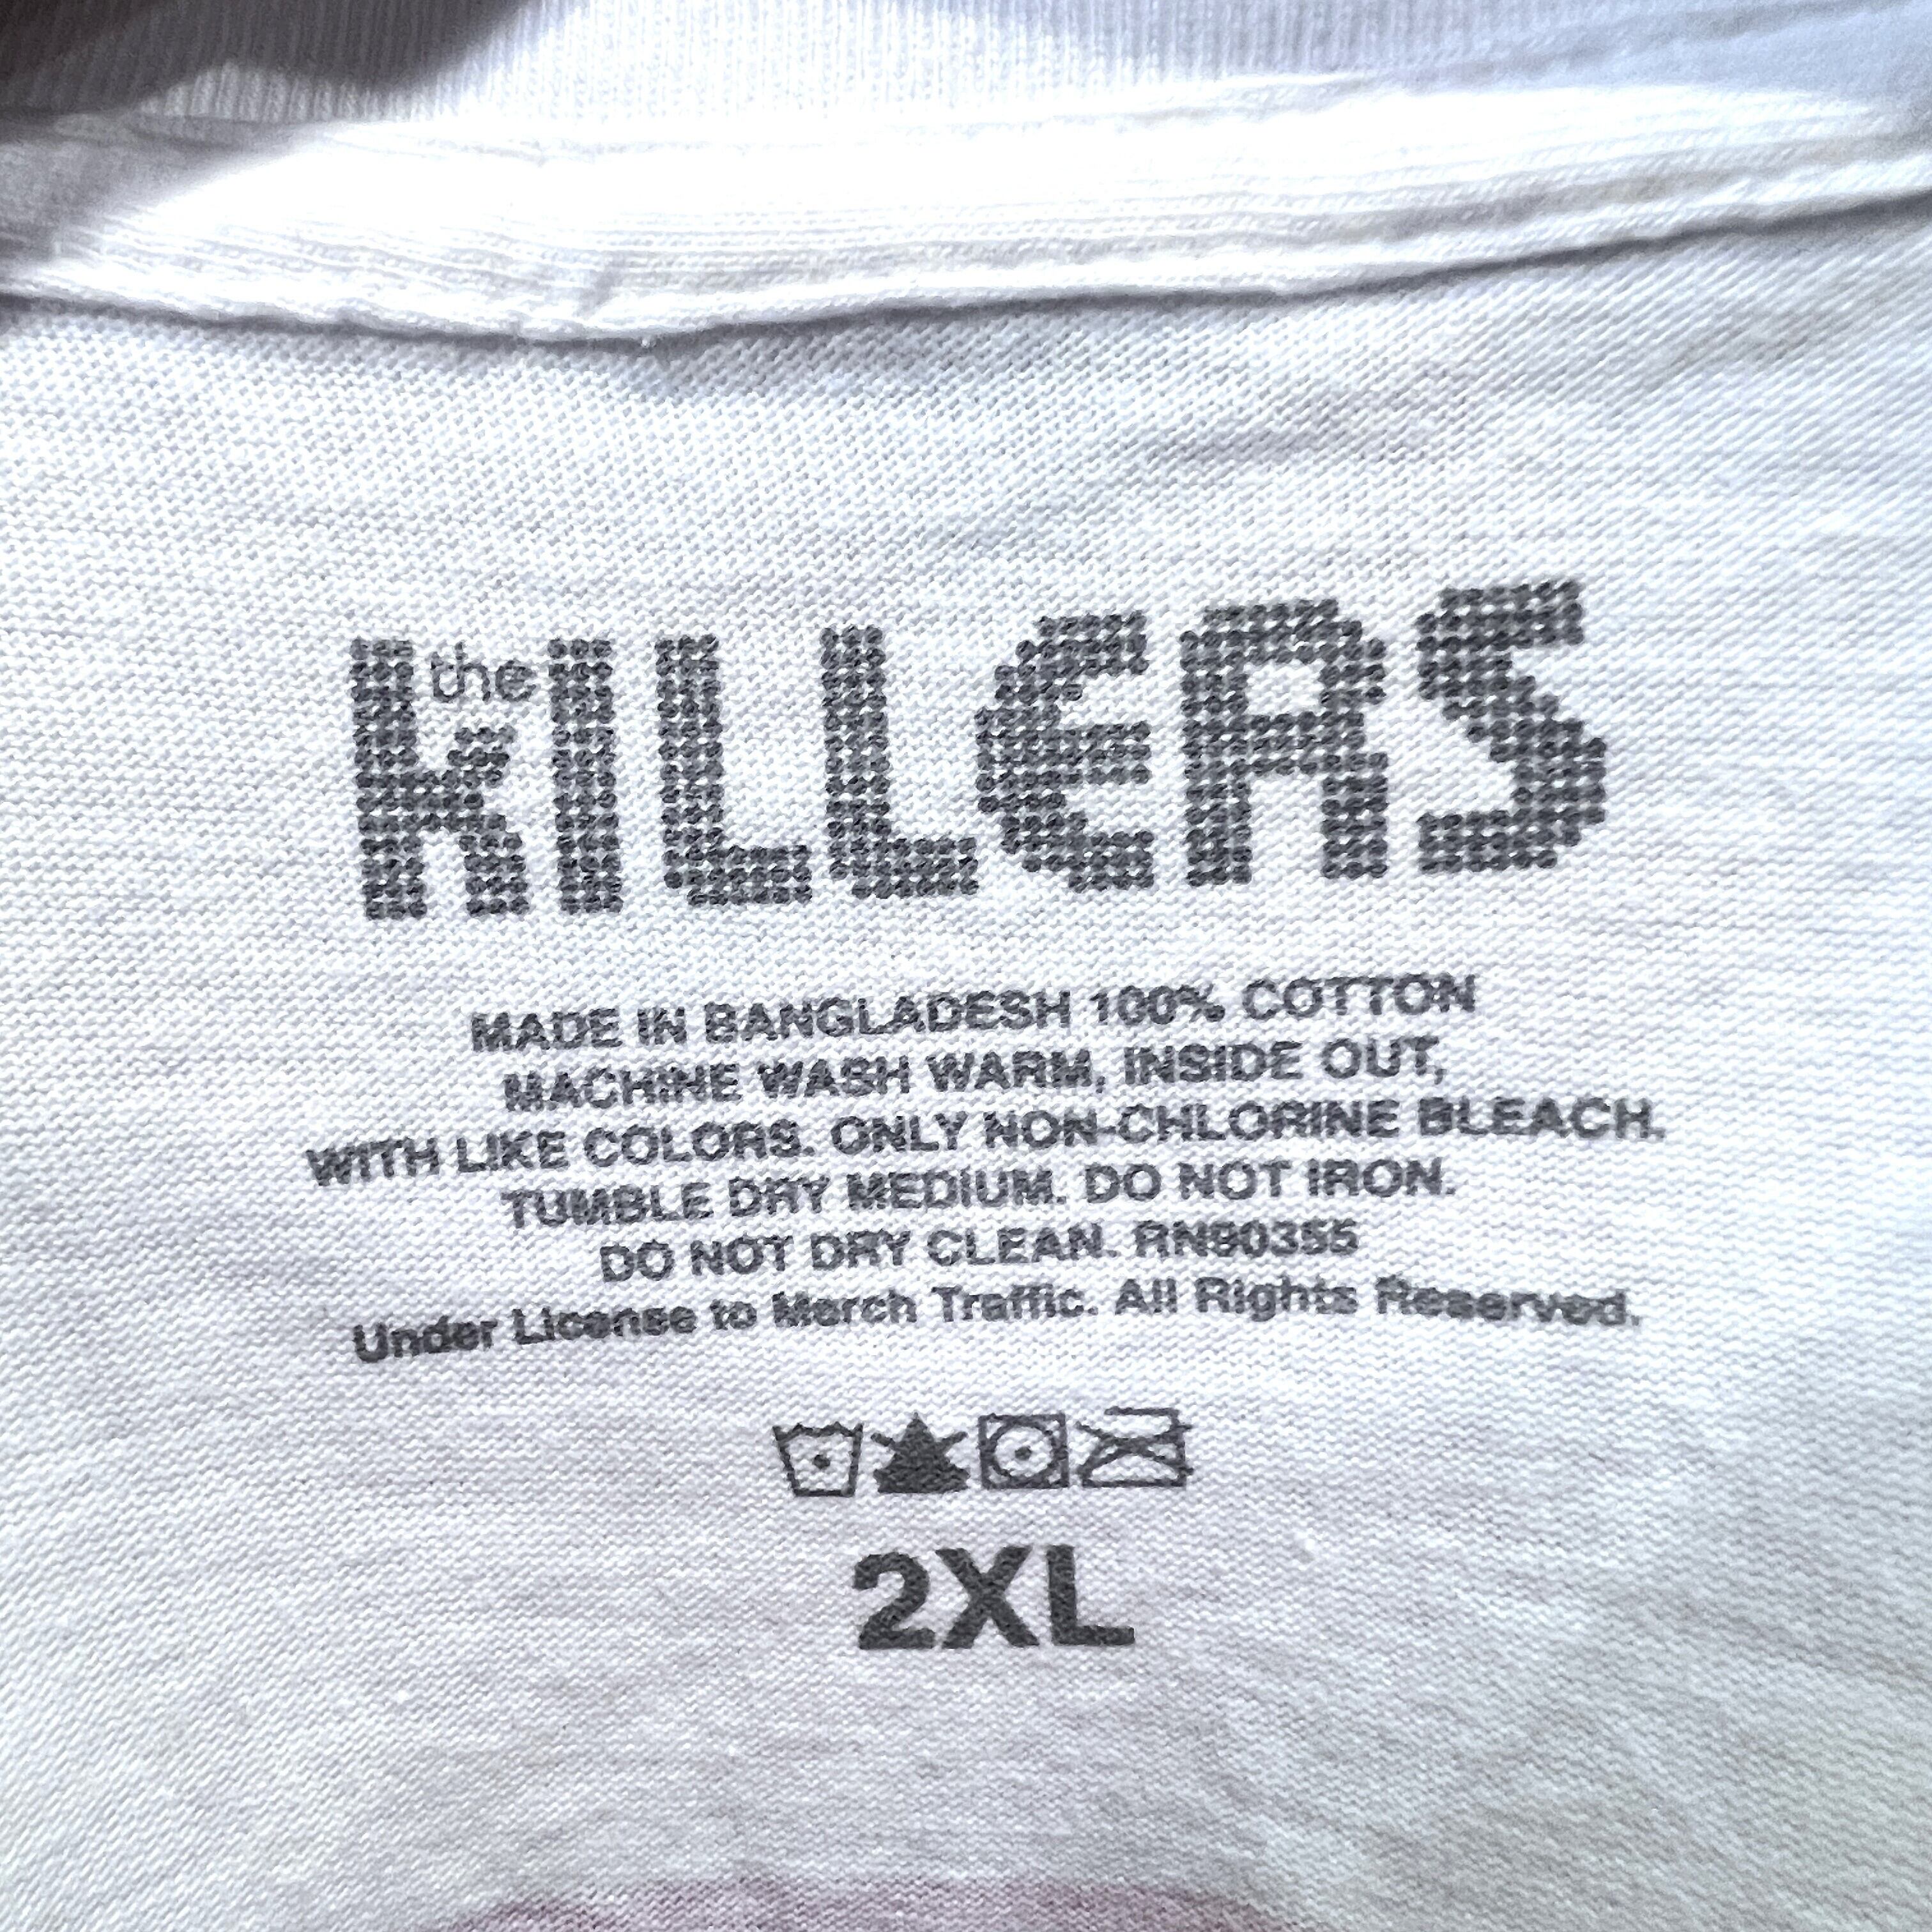 the
KILLERS
MADE IN BANGLADESH 100% COTTON
MACHINE WASH WARM, INSIDE OUT,
WITH LIKE COLORS. ONLY NON-CHLORINE BLEACH.
TUMBLE DRY MEDIUM. DO NOT IRON.
DO NOT DRY CLEAN. RN90355
Under License to Merch Traffic. All Rights Reserved.
2XL